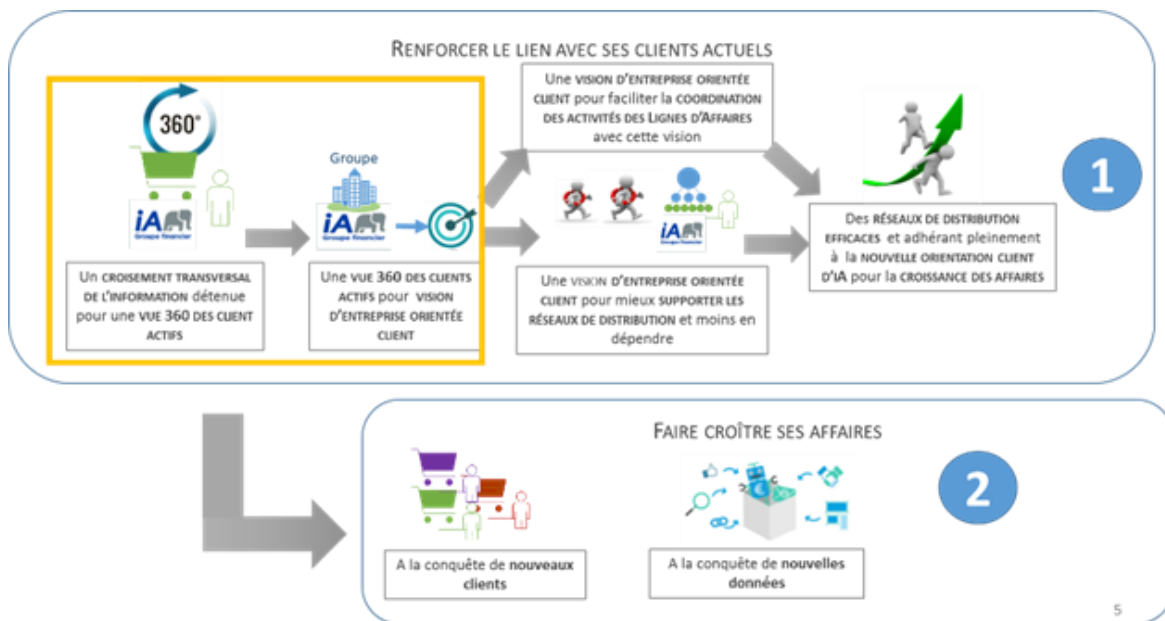 RENFORCER LE LIEN AVEC SES CLIENTS ACTUELS
360°
iA
Groupe financier
Un CROISEMENT TRANSVERSAL
DE L'INFORMATION détenue
pour une VUE 360 DES CLIENT
ACTIFS
Groupe
iA
Groupe financier
Une VUE 360 DES CLIENTS
ACTIFS pour VISION
D'ENTREPRISE ORIENTÉE
CLIENT
Une VISION D'ENTREPRISE ORIENTÉE
CLIENT pour faciliter la COORDINATION
DES ACTIVITÉS DES LIGNES D'AFFAIRES
avec cette vision
iA
Groupe financier
Une VISION D'ENTREPRISE ORIENTÉE
CLIENT pour mieux SUPPORTER LES
RÉSEAUX DE DISTRIBUTION et moins en
dépendre
Des RÉSEAUX DE DISTRIBUTION
EFFICACES et adhérant pleinement
à la NOUVELLE ORIENTATION CLIENT
D'IA pour la CROISSANCE DES AFFAIRES
1
FAIRE CROÎTRE SES AFFAIRES
A la conquête de nouveaux
clients
A la conquête de nouvelles
données
2
5